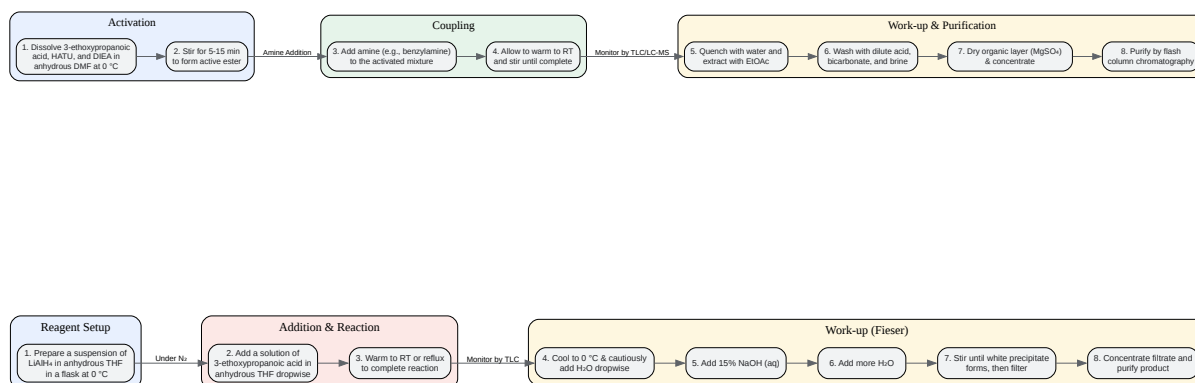 Activation
1. Dissolve 3-ethoxypropanoic
acid, HATU, and DIEA in
anhydrous DMF at 0 °C
2. Stir for 5-15 min
to form active ester
Amine Addition
Coupling
3. Add amine (e.g., benzylamine)
to the activated mixture
4. Allow to warm to RT
and stir until complete
Monitor by TLC/LC-MS
Work-up & Purification
5. Quench with water and
extract with EtOAc
6. Wash with dilute acid,
bicarbonate, and brine
7. Dry organic layer (MgSO₄)
& concentrate
8. Purify by flash
column chromatography
Reagent Setup
1. Prepare a suspension of
LiAlH₄ in anhydrous THF
in a flask at 0 °C
Under N₂
Addition & Reaction
2. Add a solution of
3-ethoxypropanoic acid in
anhydrous THF dropwise
3. Warm to RT or reflux
to complete reaction
Monitor by TLC
Work-up (Fieser)
4. Cool to 0 °C & cautiously
add H₂O dropwise
5. Add 15% NaOH (aq)
6. Add more H₂O
7. Stir until white precipitate
forms, then filter
8. Concentrate filtrate and
purify product